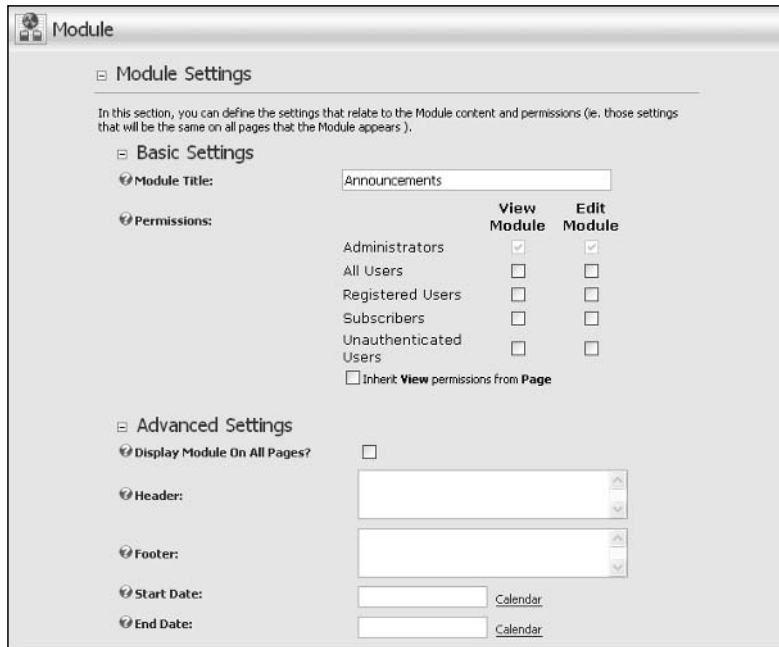 Module
Module Settings
In this section, you can define the settings that relate to the Module content and permissions (ie. those settings
that will be the same on all pages that the Module appears ).
Basic Settings
Module Title:
Announcements
Permissions:
View Module
Edit Module
Administrators
All Users
Registered Users
Subscribers
Unauthenticated
Users
Inherit View permissions from Page
Advanced Settings
Display Module On All Pages?
Header:
Footer:
Start Date:
Calendar
End Date:
Calendar